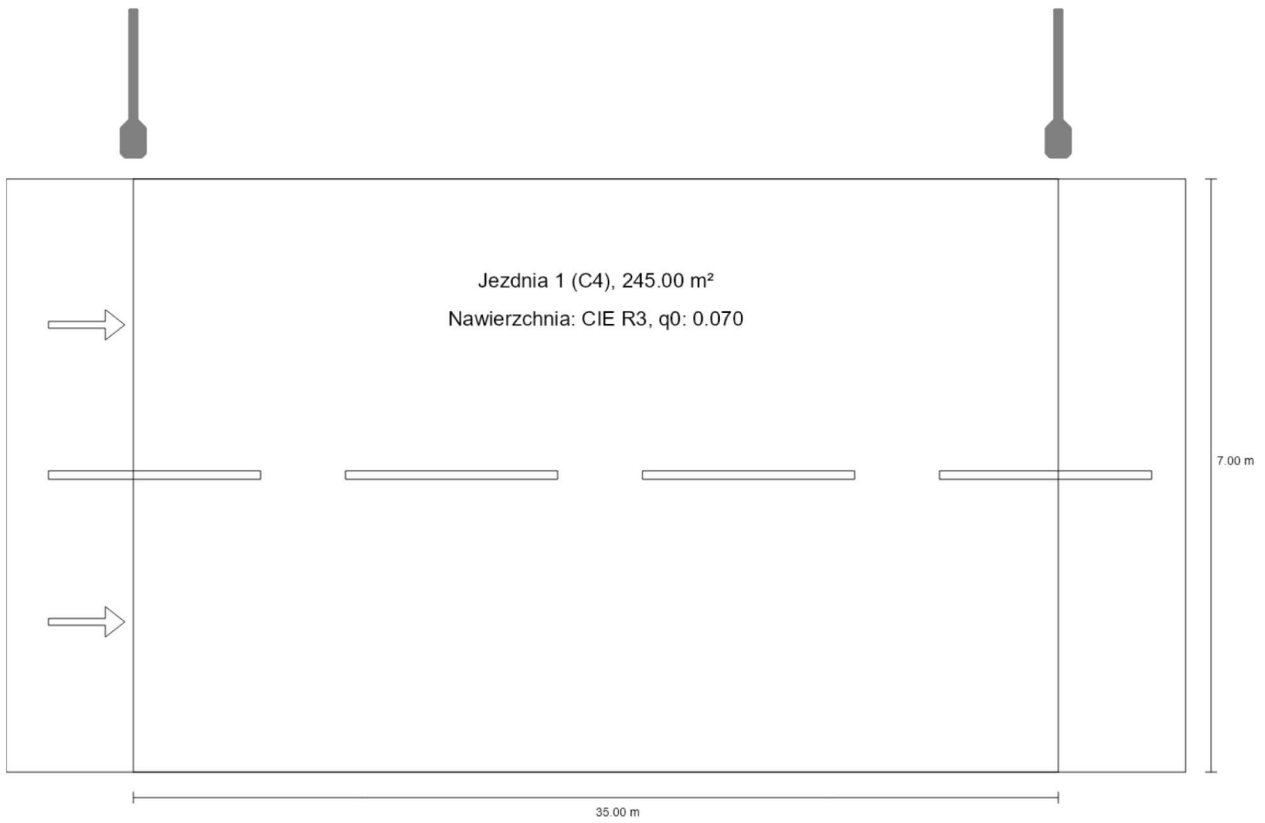 Jezdnia 1 (C4), 245.00 m²
Nawierzchnia: CIE R3, q0: 0.070
7.00 m
35.00 m